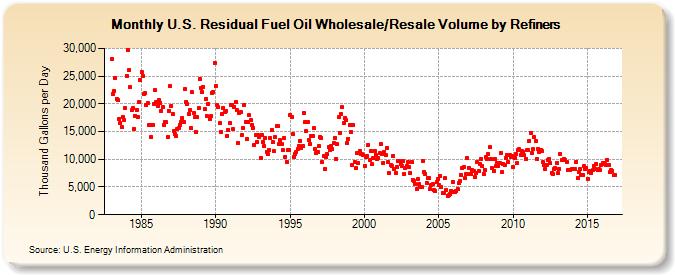 Monthly U.S. Residual Fuel Oil Wholesale/Resale Volume by Refiners
Thousand Gallons per Day
30,000
25,000
20,000
15,000
10,000
5,000
0
1985 1990 1995 2000 2005 2010 2015
Source: U.S. Energy Information Administration